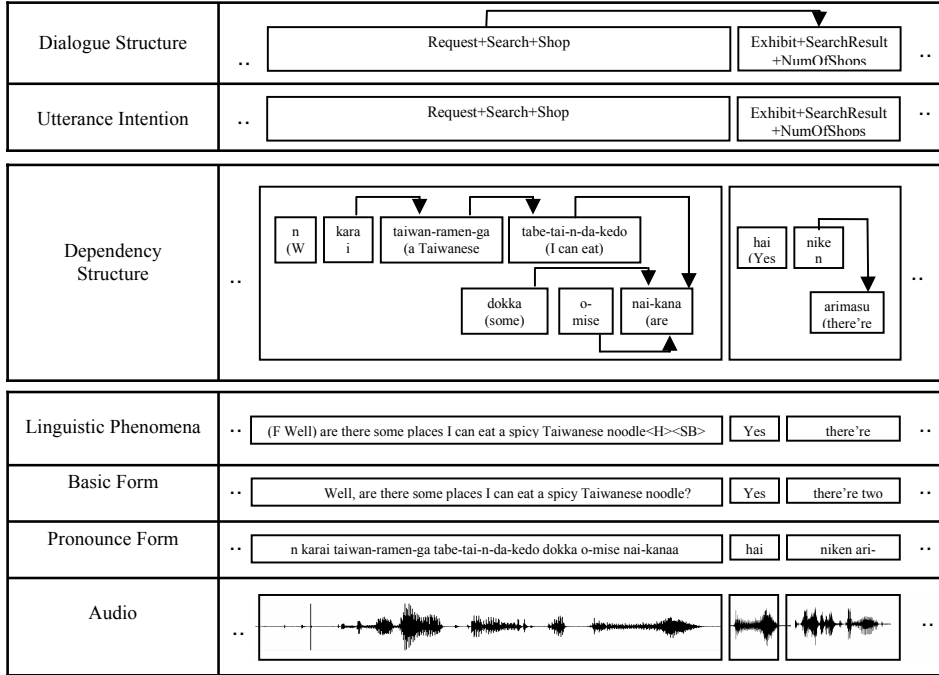 Dialogue Structure
..
Request+Search+Shop
Exhibit+SearchResult
+NumOfShops
..
Utterance Intention
..
Request+Search+Shop
Exhibit+SearchResult
+NumOfShops
..
Dependency
Structure
..
n
(W
kara
i
taiwan-ramen-ga
(a Taiwanese
tabe-tai-n-da-kedo
(I can eat)
dokka
(some)
o-
mise
nai-kana
(are
hai
(Yes
nike
n
arimasu
(there're
..
Linguistic Phenomena
..
(F Well) are there some places I can eat a spicy Taiwanese noodle<H><SB>
Yes
there're
..
Basic Form
..
Well, are there some places I can eat a spicy Taiwanese noodle?
Yes
there're two
..
Pronounce Form
..
n karai taiwan-ramen-ga tabe-tai-n-da-kedo dokka o-mise nai-kanaa
hai
niken ari-
..
Audio
..
..